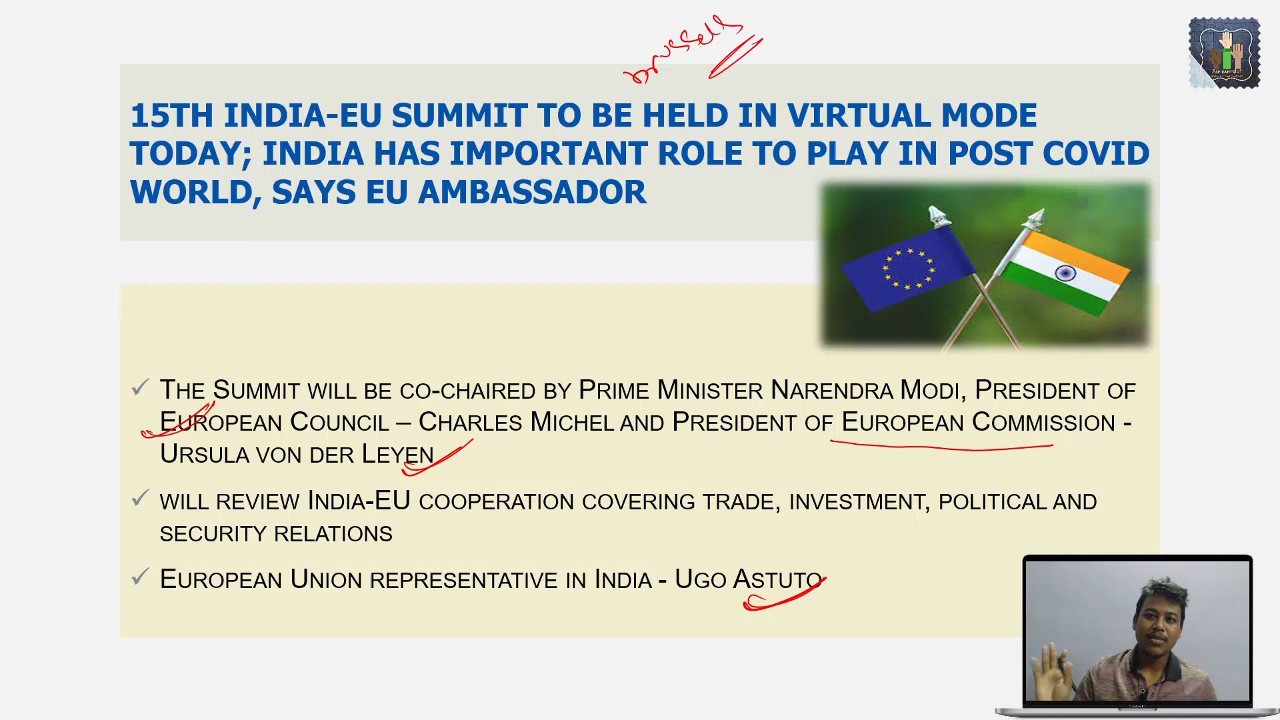 brussels
15TH INDIA-EU SUMMIT TO BE HELD IN VIRTUAL MODE
TODAY; INDIA HAS IMPORTANT ROLE TO PLAY IN POST COVID
WORLD, SAYS EU AMBASSADOR
THE SUMMIT WILL BE CO-CHAIRED BY PRIME MINISTER NARENDRA MODI, PRESIDENT OF
EUROPEAN COUNCIL – CHARLES MICHEL AND PRESIDENT OF EUROPEAN COMMISSION -
URSULA VON DER LEYEN
WILL REVIEW INDIA-EU COOPERATION COVERING TRADE, INVESTMENT, POLITICAL AND
SECURITY RELATIONS
EUROPEAN UNION REPRESENTATIVE IN INDIA - UGO ASTUTO